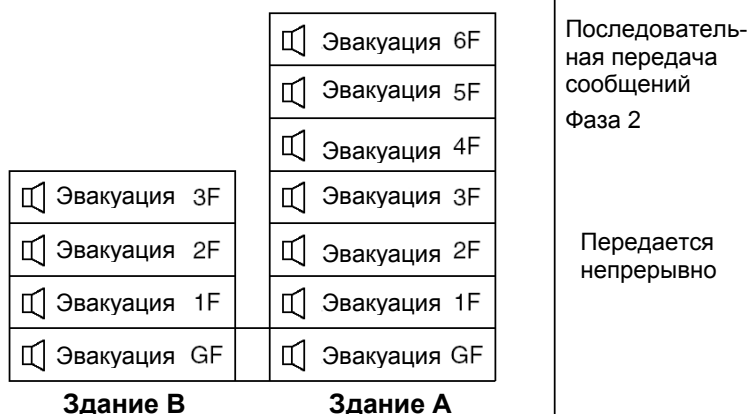 Эвакуация 6F
Эвакуация 5F
Эвакуация 4F
Эвакуация 3F
Эвакуация 3F
Эвакуация 2F
Эвакуация 2F
Эвакуация 1F
Эвакуация 1F
Эвакуация GF
Эвакуация GF
Здание В
Здание А
Последователь-
ная передача
сообщений
Фаза 2
Передается
непрерывно